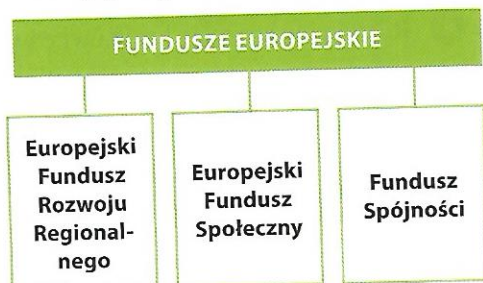 FUNDUSZE EUROPEJSKIE
Europejski
Fundusz
Rozwoju
Regional-
nego
Europejski
Fundusz
Społeczny
Fundusz
Spójności